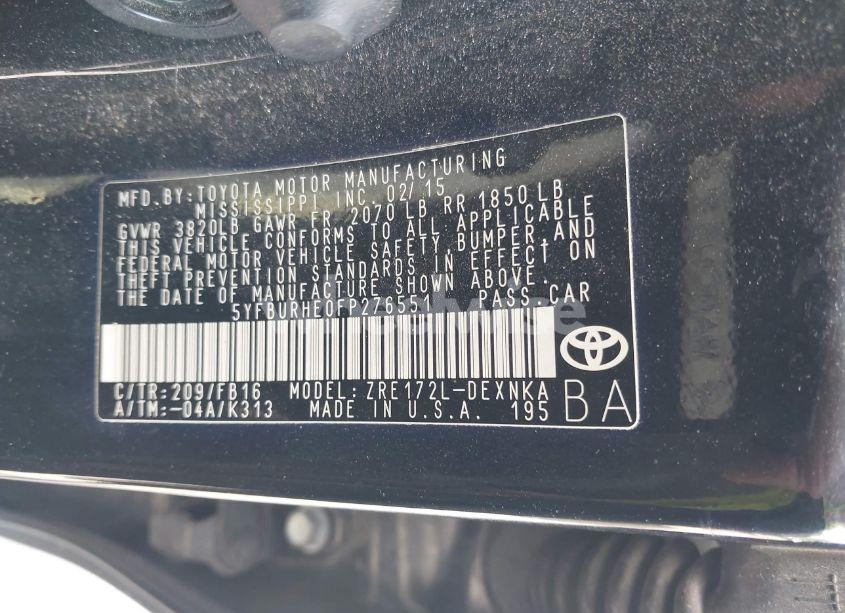 MFD. BY: TOYOTA MOTOR MANUFACTURING
MISSISSIPPI INC. 02/15
GVWR 3820LB GAWR FR 2070 LB RR 1850 LB
THIS VEHICLE CONFORMS TO ALL APPLICABLE
FEDERAL MOTOR VEHICLE SAFETY, BUMPER, AND
THEFT PREVENTION STANDARDS IN EFFECT ON
THE DATE OF MANUFACTURE SHOWN ABOVE.
5YFBURHE0FP276551 PASS CAR
C/TR: 209/FB16 MODEL: ZRE172L-DEXNKA
A/TM: -04A/K313 MADE IN U.S.A. 195
BA